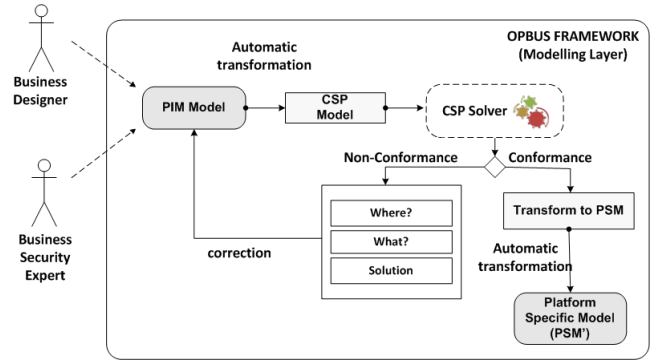 OPBUS FRAMEWORK
(Modelling Layer)
Business
Designer
Automatic
transformation
PIM Model
CSP
Model
CSP Solver
Non-Conformance
Conformance
Where?
What?
Solution
Transform to PSM
Business
Security
Expert
correction
Automatic
transformation
Platform
Specific Model
(PSM')